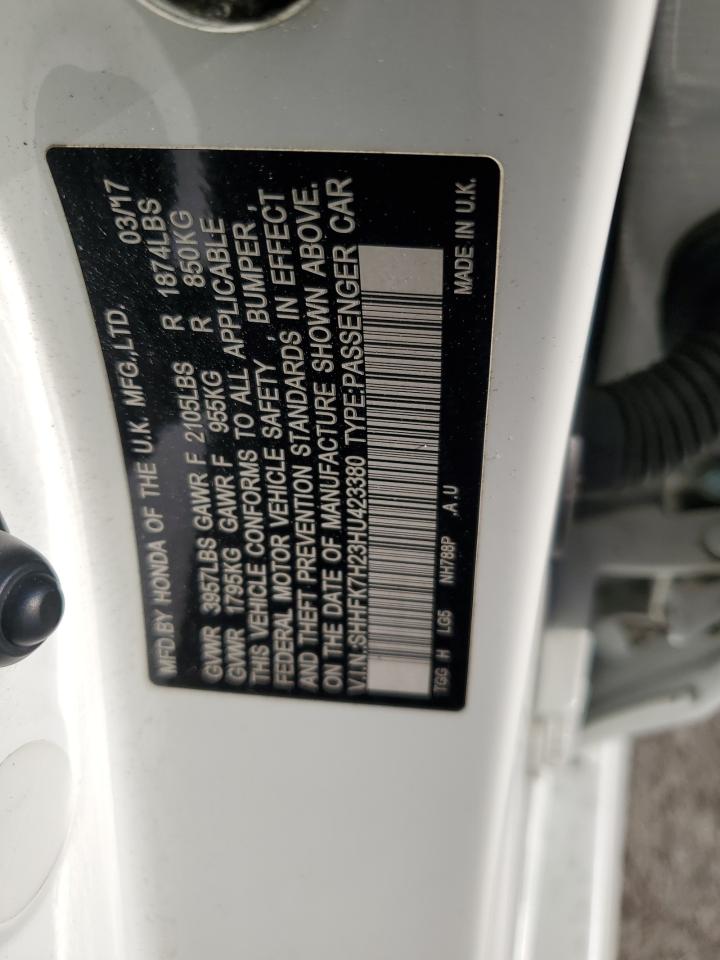 MFD.BY HONDA OF THE U.K. MFG.,LTD. 03/17
GVWR 3957LBS GAWR F 2105LBS R 1874LBS
GVWR 1795KG GAWR F 955KG R 850KG
THIS VEHICLE CONFORMS TO ALL APPLICABLE
FEDERAL MOTOR VEHICLE SAFETY , BUMPER ,
AND THEFT PREVENTION STANDARDS IN EFFECT
ON THE DATE OF MANUFACTURE SHOWN ABOVE.
V.I.N.:SHHFK7H23HU423380 TYPE:PASSENGER CAR
TGG H LG5 NH788P .A .U MADE IN U.K.